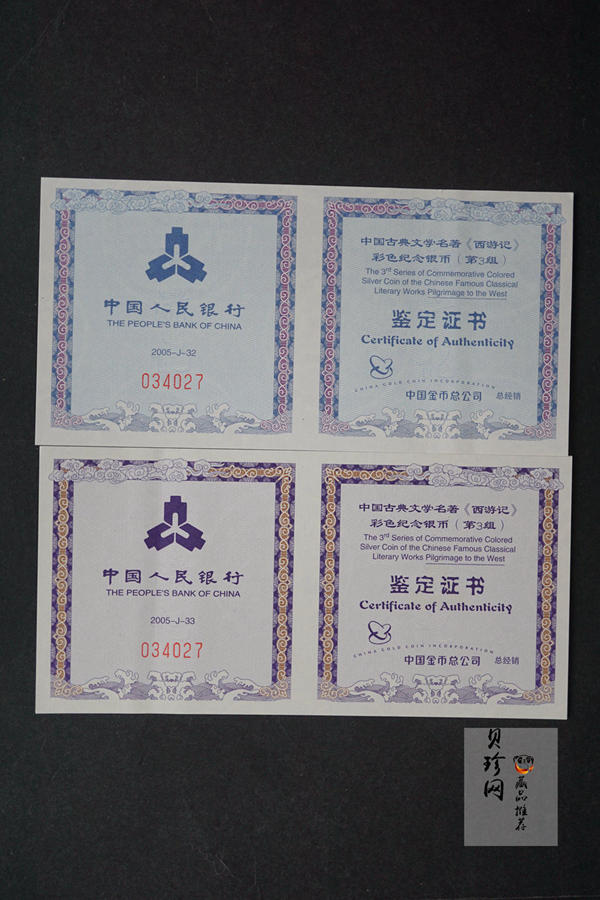 中国人民银行
THE PEOPLE'S BANK OF CHINA
2005-J-32
034027
中国古典文学名著《西游记》
彩色纪念银币（第3组）
The 3rd Series of Commemorative Colored
Silver Coin of the Chinese Famous Classical
Literary Works Pilgrimage to the West
鉴定证书
Certificate of Authenticity
CHINA GOLD COIN INCORPORATION
中国金币总公司 总经销
中国人民银行
THE PEOPLE'S BANK OF CHINA
2005-J-33
034027
中国古典文学名著《西游记》
彩色纪念银币（第3组）
The 3rd Series of Commemorative Colored
Silver Coin of the Chinese Famous Classical
Literary Works Pilgrimage to the West
鉴定证书
Certificate of Authenticity
CHINA GOLD COIN INCORPORATION
中国金币总公司 总经销
贝珍网
藏品推荐